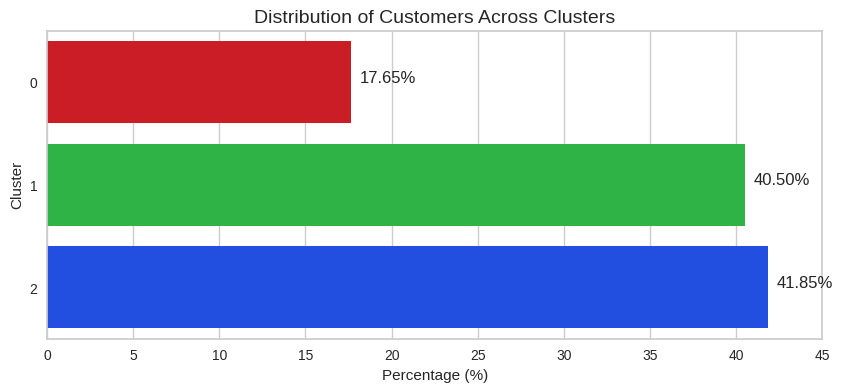 Distribution of Customers Across Clusters
0
17.65%
Cluster
1
40.50%
2
41.85%
0 5 10 15 20 25 30 35 40 45
Percentage (%)